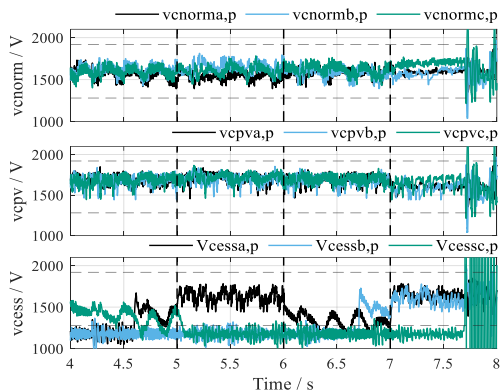 vcnorma,p vcnormb,p vcnormc,p
2000
1500
1000
vcnorm / V
vcpva,p vcpvb,p vcpvc,p
2000
1500
1000
vcpv / V
Vcessa,p Vcessb,p Vcessc,p
2000
1500
1000
vcess / V
4 4.5 5 5.5 6 6.5 7 7.5 8
Time / s